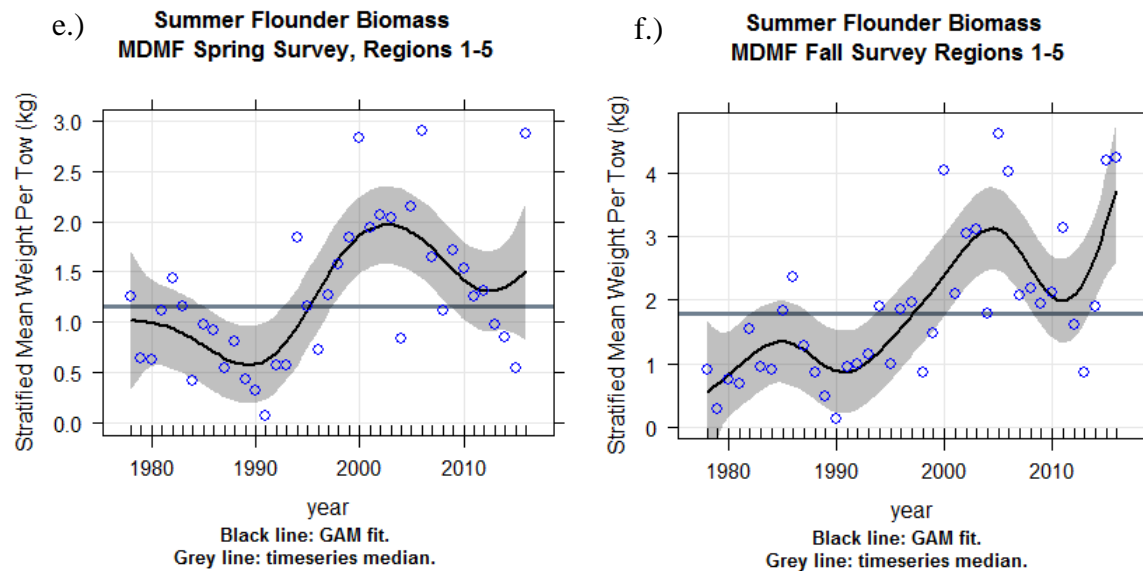 e.)
Summer Flounder Biomass
MDMF Spring Survey, Regions 1-5
Stratified Mean Weight Per Tow (kg)
3.0
2.5
2.0
1.5
1.0
0.5
0.0
1980 1990 2000 2010
year
Black line: GAM fit.
Grey line: timeseries median.
f.)
Summer Flounder Biomass
MDMF Fall Survey Regions 1-5
Stratified Mean Weight Per Tow (kg)
4
3
2
1
0
1980 1990 2000 2010
year
Black line: GAM fit.
Grey line: timeseries median.